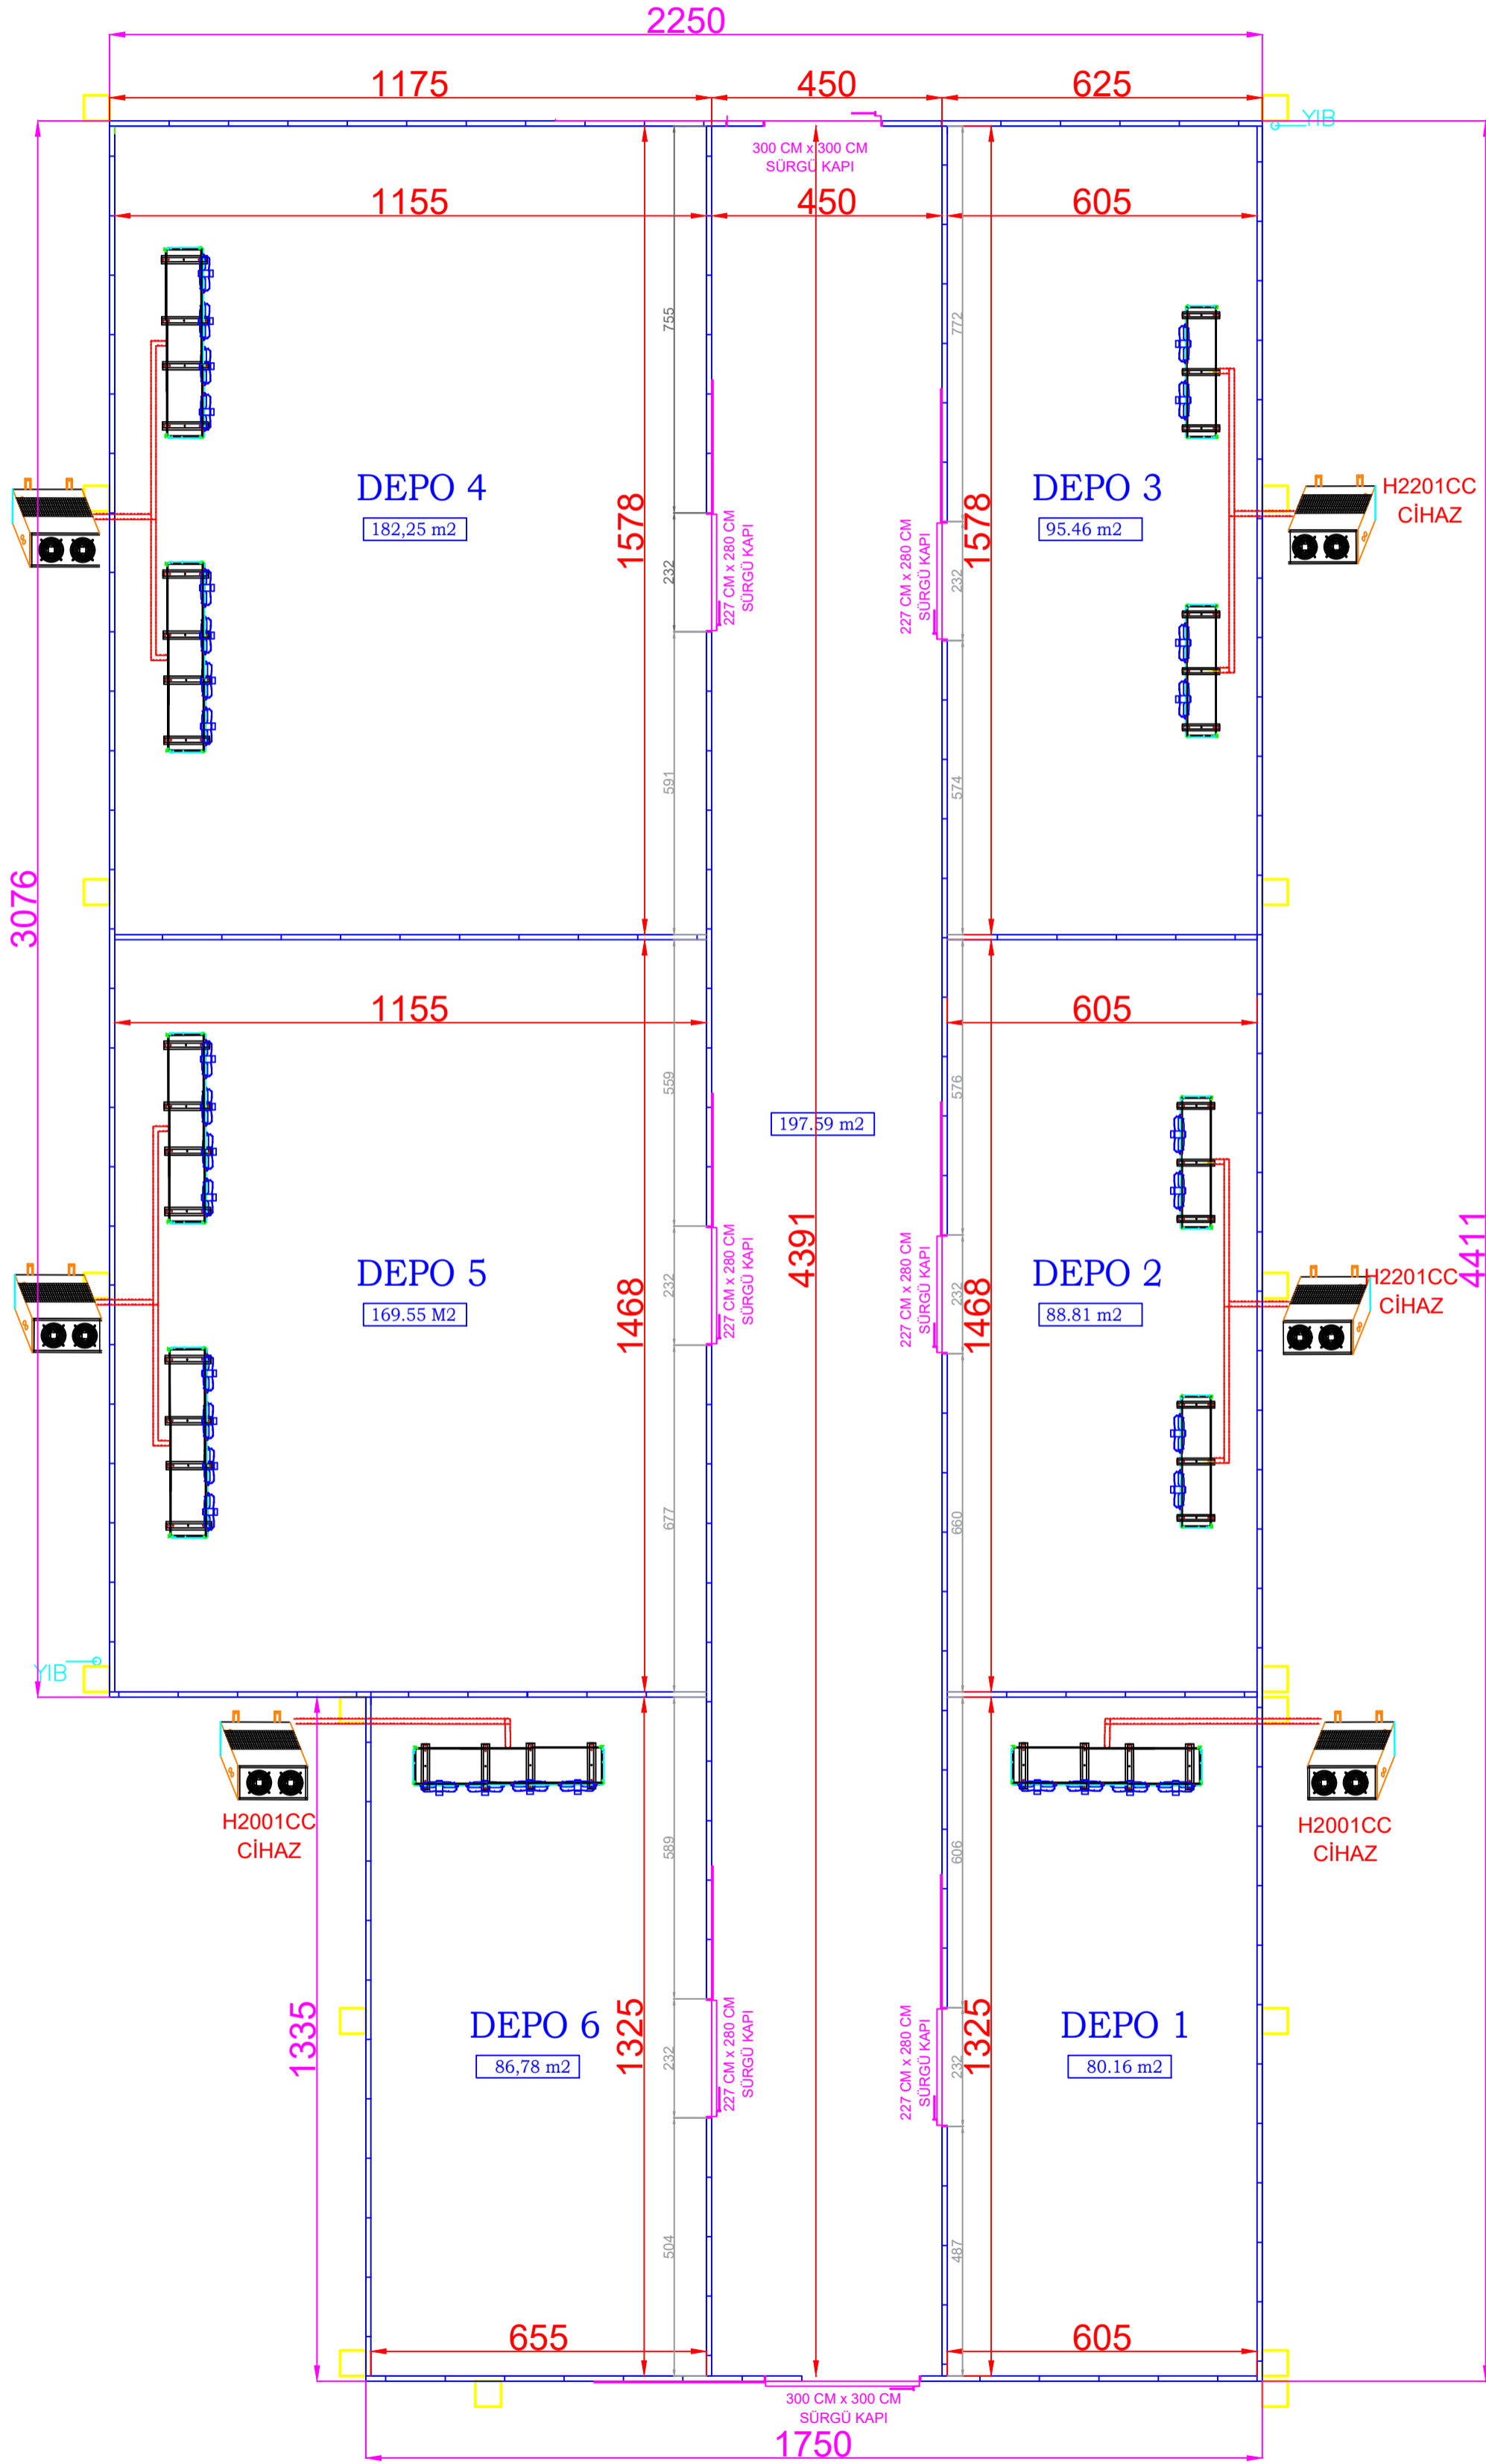 2250
1175
450
625
YIB
300 CM x 300 CM
SÜRGÜ KAPI
1155
450
605
755
772
DEPO 4
182,25 m2
1578
232
227 CM x 280 CM
SÜRGÜ KAPI
227 CM x 280 CM
SÜRGÜ KAPI
232
1578
DEPO 3
95.46 m2
H2201CC
CİHAZ
591
574
3076
1155
605
559
576
197.59 m2
DEPO 5
169.55 M2
1468
232
227 CM x 280 CM
SÜRGÜ KAPI
4391
227 CM x 280 CM
SÜRGÜ KAPI
232
1468
DEPO 2
88.81 m2
H2201CC
CİHAZ
4411
677
660
YIB
H2001CC
CİHAZ
589
606
H2001CC
CİHAZ
1335
DEPO 6
86,78 m2
1325
232
227 CM x 280 CM
SÜRGÜ KAPI
227 CM x 280 CM
SÜRGÜ KAPI
232
1325
DEPO 1
80.16 m2
504
487
655
605
300 CM x 300 CM
SÜRGÜ KAPI
1750